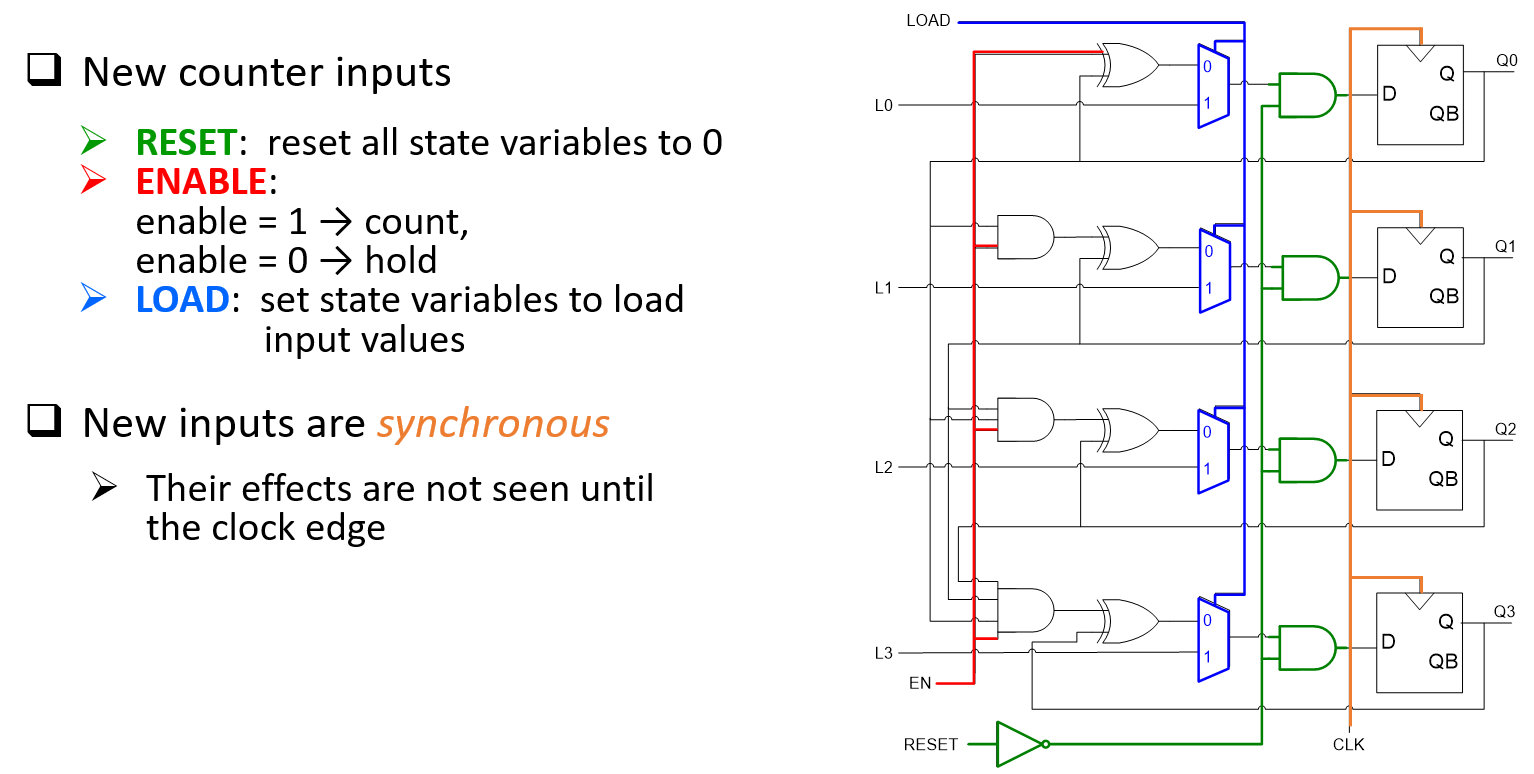 New counter inputs
RESET: reset all state variables to 0
ENABLE:
enable = 1 → count,
enable = 0 → hold
LOAD: set state variables to load
input values
New inputs are synchronous
Their effects are not seen until
the clock edge
LOAD
0
1
L0
D
Q
QB
Q0
0
1
L1
D
Q
QB
Q1
0
1
L2
D
Q
QB
Q2
0
1
L3
D
Q
QB
Q3
EN
RESET
CLK